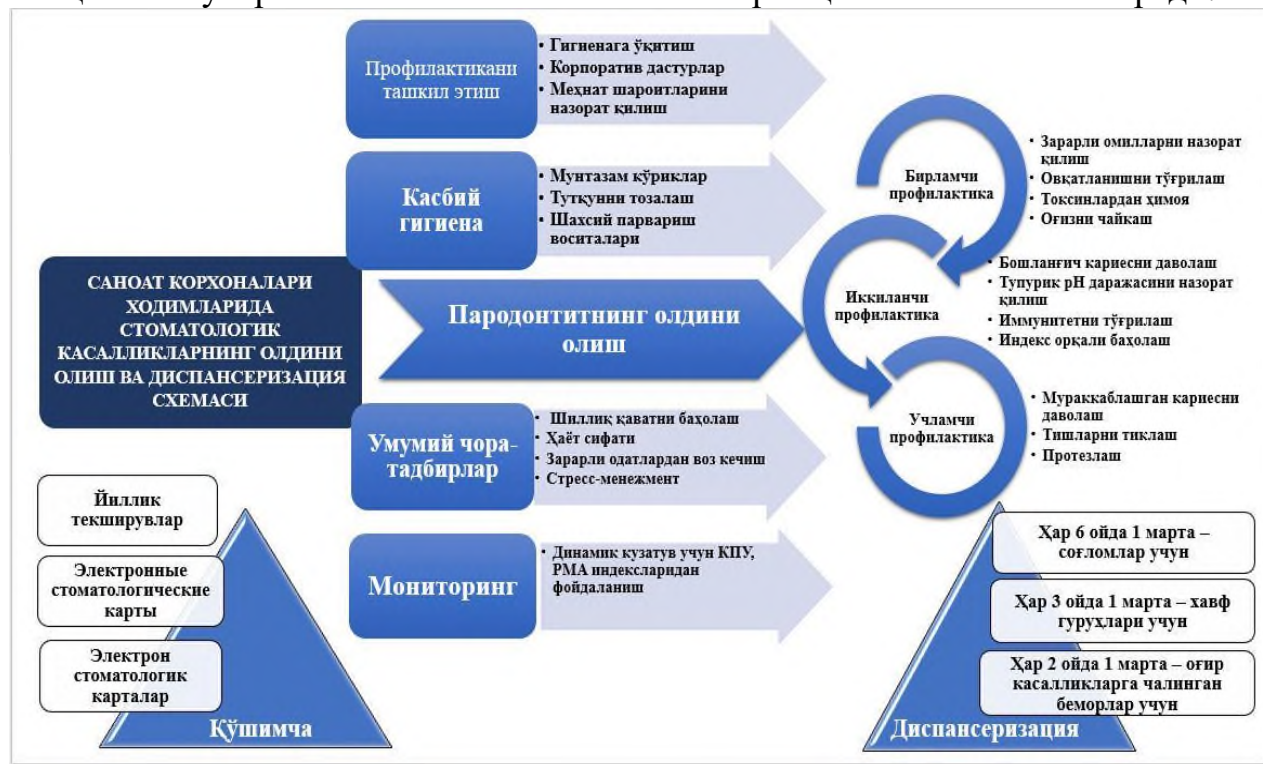 Профилактикани
ташкил этиш
• Гигиенага ўқитиш
• Корпоратив дастурлар
• Меҳнат шароитларини
назорат қилиш
Касбий
гигиена
• Мунтазам кўриклар
• Тутқунни тозалаш
• Шахсий парвариш
воситалари
САНОАТ КОРХОНАЛАРИ
ХОДИМЛАРИДА
СТОМАТОЛОГИК
КАСАЛЛИКЛАРНИНГ ОЛДИНИ
ОЛИШ ВА ДИСПАНСЕРИЗАЦИЯ
СХЕМАСИ
Пародонтитнинг олдини
олиш
Умумий чора-
тадбирлар
• Шиллиқ қаватни баҳолаш
• Ҳаёт сифати
• Зарарли одатлардан воз кечиш
• Стресс-менежмент
Мониторинг
• Динамик кузатув учун КПУ,
РМА индексларидан
фойдаланиш
Бирламчи
профилактика
• Зарарли омилларни назорат
қилиш
• Овқатланишни тўғрилаш
• Токсинлардан ҳимоя
• Оғизни чайкаш
Иккиланчи
профилактика
• Бошланғич кариесни даволаш
• Тупурик рН даражасини назорат
қилиш
• Иммунитетни тўғрилаш
• Индекс орқали баҳолаш
Учламчи
профилактика
• Мураккаблашган кариесни
даволаш
• Тишларни тиклаш
• Протезлаш
Йиллик
текширувлар
Электронные
стоматологические
карты
Электрон
стоматологик
карталар
Қўшимча
Ҳар 6 ойда 1 марта –
соғломлар учун
Ҳар 3 ойда 1 марта – хавф
гуруҳлари учун
Ҳар 2 ойда 1 марта – оғир
касалликларга чалинган
беморлар учун
Диспансеризация